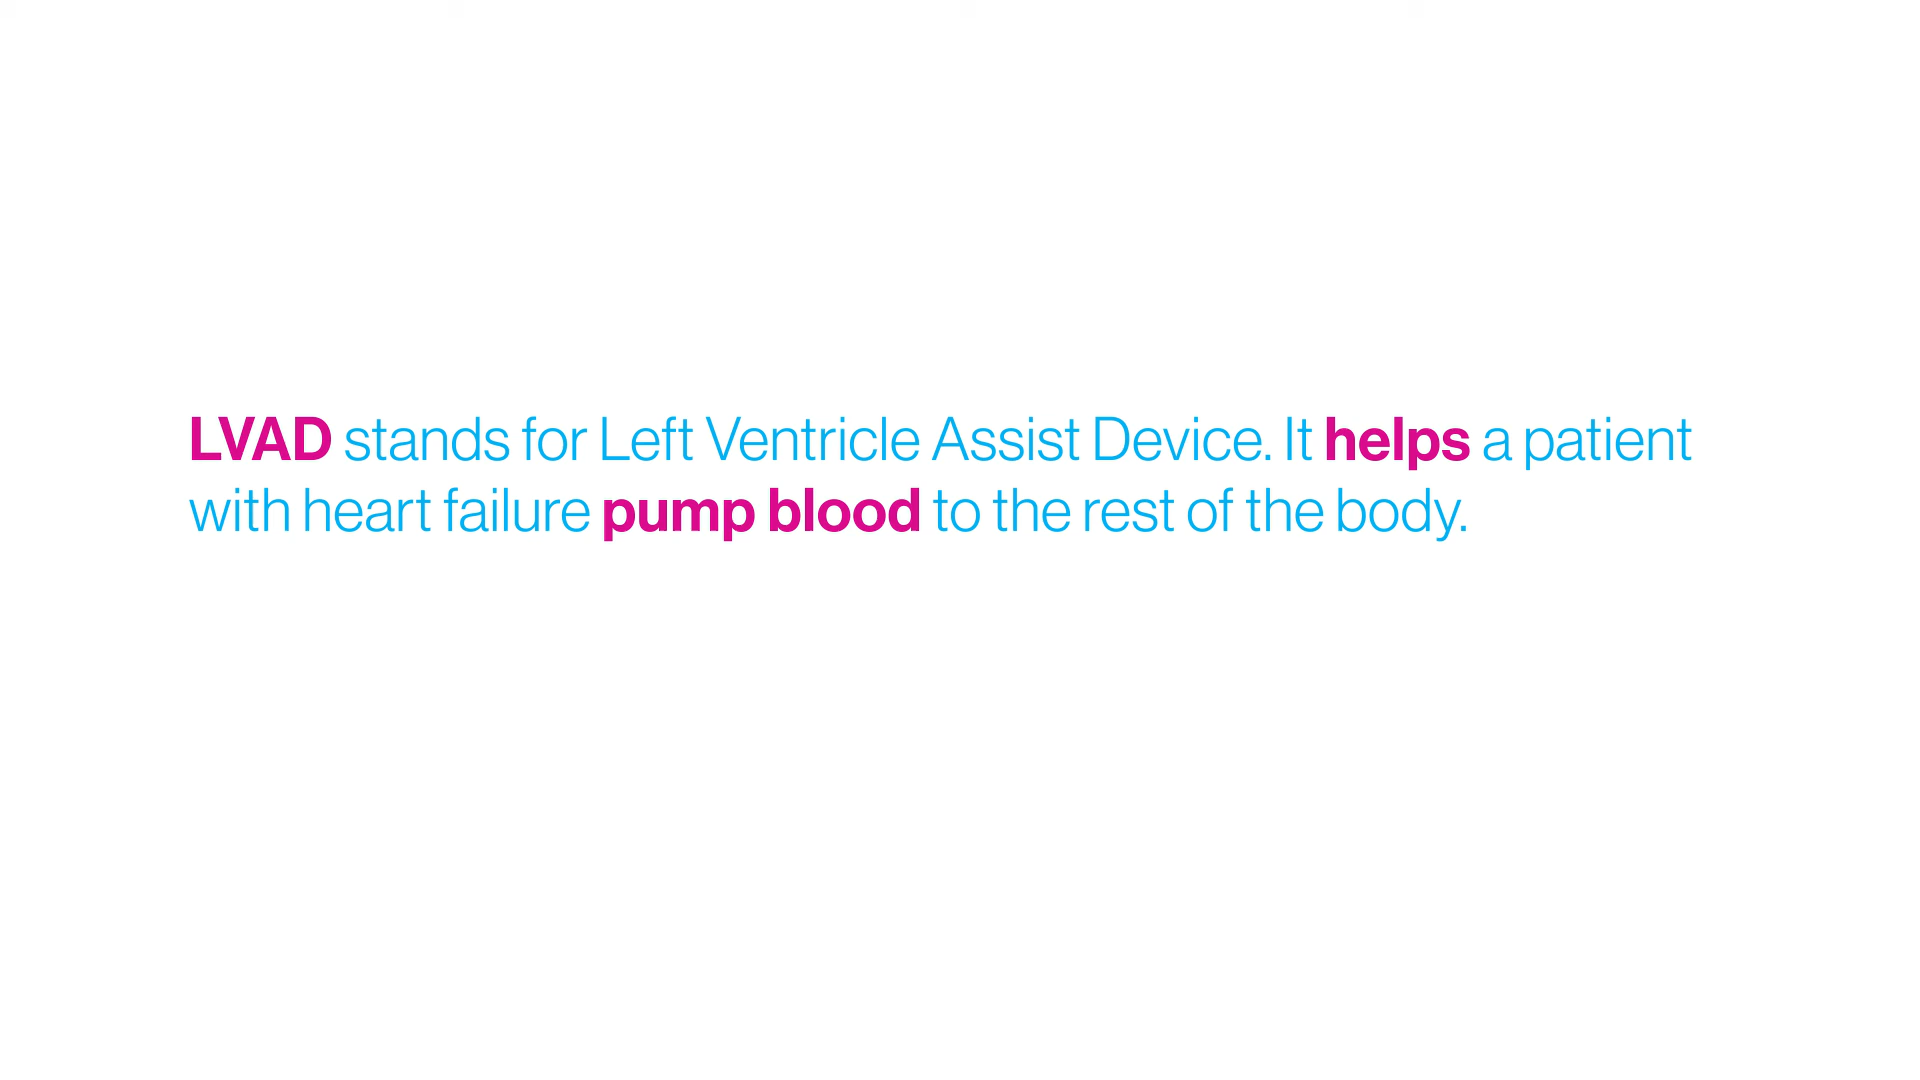 LVAD stands for Left Ventricle Assist Device. It helps a patient
with heart failure pump blood to the rest of the body.